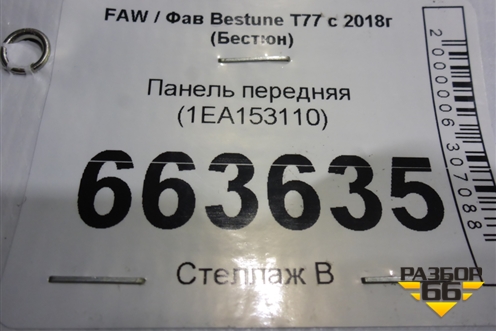 FAW / Фав Bestune T77 с 2018г
(Бестюн)
Панель передняя
(1EA153110)
663635
Стеллаж В
2000006307088
РАЗБОР
66